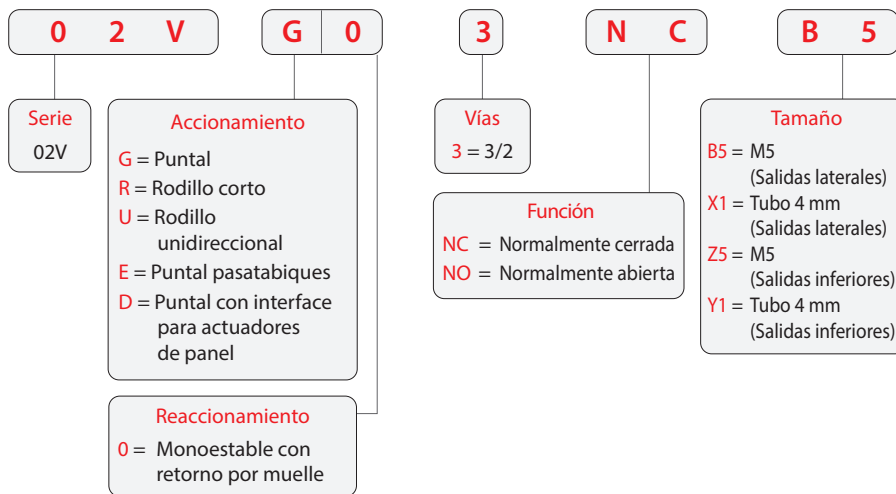 0 2 V G 0 3 N C B 5
Serie
02V
Accionamiento
G = Puntal
R = Rodillo corto
U = Rodillo
unidireccional
E = Puntal pasatabiques
D = Puntal con interface
para actuadores
de panel
Reaccionamiento
0 = Monoestable con
retorno por muelle
Vías
3 = 3/2
Función
NC = Normalmente cerrada
NO = Normalmente abierta
Tamaño
B5 = M5
(Salidas laterales)
X1 = Tubo 4 mm
(Salidas laterales)
Z5 = M5
(Salidas inferiores)
Y1 = Tubo 4 mm
(Salidas inferiores)